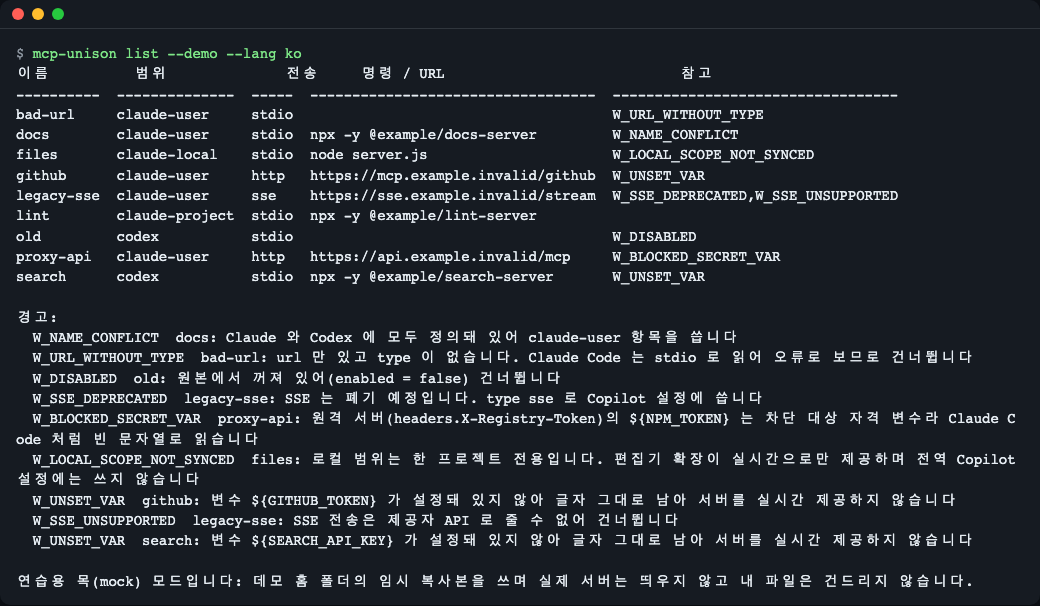 $ mcp-unison list --demo --lang ko
이름 범위 전송 명령 / URL 참고
---------- -------------- ----- ---------------------------------- ----------------------------------
bad-url claude-user stdio W_URL_WITHOUT_TYPE
docs claude-user stdio npx -y @example/docs-server W_NAME_CONFLICT
files claude-local stdio node server.js W_LOCAL_SCOPE_NOT_SYNCED
github claude-user http https://mcp.example.invalid/github W_UNSET_VAR
legacy-sse claude-user sse https://sse.example.invalid/stream W_SSE_DEPRECATED,W_SSE_UNSUPPORTED
lint claude-project stdio npx -y @example/lint-server
old codex stdio W_DISABLED
proxy-api claude-user http https://api.example.invalid/mcp W_BLOCKED_SECRET_VAR
search codex stdio npx -y @example/search-server W_UNSET_VAR
경고:
W_NAME_CONFLICT docs: Claude 와 Codex 에 모두 정의돼 있어 claude-user 항목을 씁니다
W_URL_WITHOUT_TYPE bad-url: url 만 있고 type 이 없습니다. Claude Code 는 stdio 로 읽어 오류로 보므로 건너뜁니다
W_DISABLED old: 원본에서 꺼져 있어(enabled = false) 건너뜁니다
W_SSE_DEPRECATED legacy-sse: SSE 는 폐기 예정입니다. type sse 로 Copilot 설정에 씁니다
W_BLOCKED_SECRET_VAR proxy-api: 원격 서버(headers.X-Registry-Token)의 ${NPM_TOKEN} 는 차단 대상 자격 변수라 Claude C
ode 처럼 빈 문자열로 읽습니다
W_LOCAL_SCOPE_NOT_SYNCED files: 로컬 범위는 한 프로젝트 전용입니다. 편집기 확장이 실시간으로만 제공하며 전역 Copilot
설정에는 쓰지 않습니다
W_UNSET_VAR github: 변수 ${GITHUB_TOKEN} 가 설정돼 있지 않아 글자 그대로 남아 서버를 실시간 제공하지 않습니다
W_SSE_UNSUPPORTED legacy-sse: SSE 전송은 제공자 API 로 줄 수 없어 건너뜁니다
W_UNSET_VAR search: 변수 ${SEARCH_API_KEY} 가 설정돼 있지 않아 글자 그대로 남아 서버를 실시간 제공하지 않습니다
연습용 목(mock) 모드입니다: 데모 홈 폴더의 임시 복사본을 쓰며 실제 서버는 띄우지 않고 내 파일은 건드리지 않습니다.